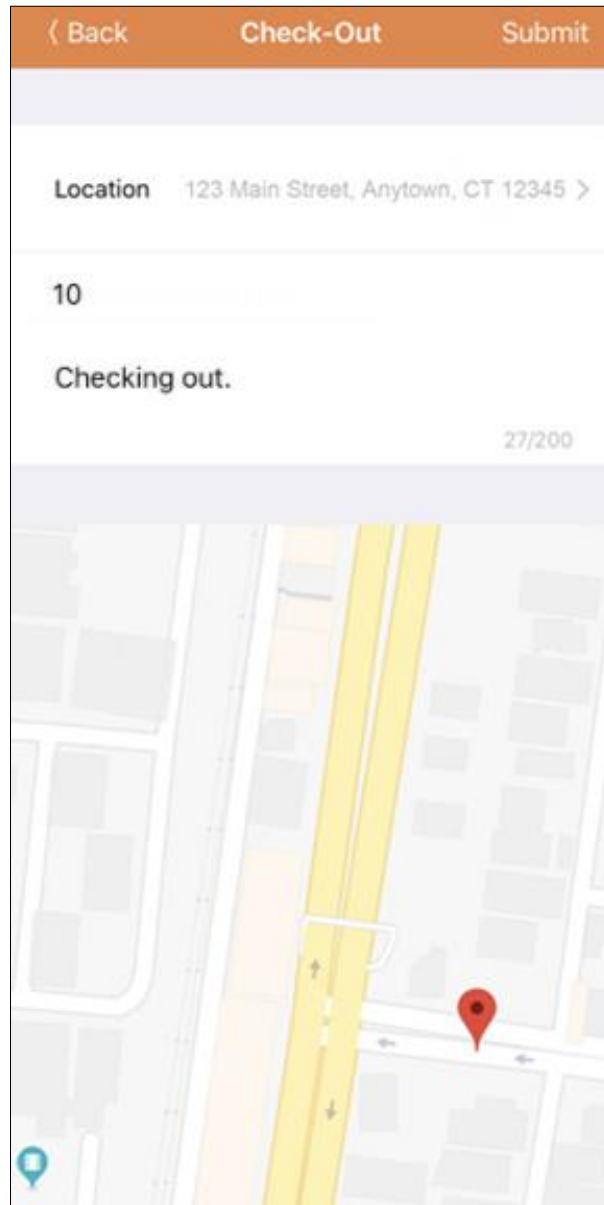 〈 Back Check-Out Submit
Location 123 Main Street, Anytown, CT 12345 >
10
Checking out.
27/200